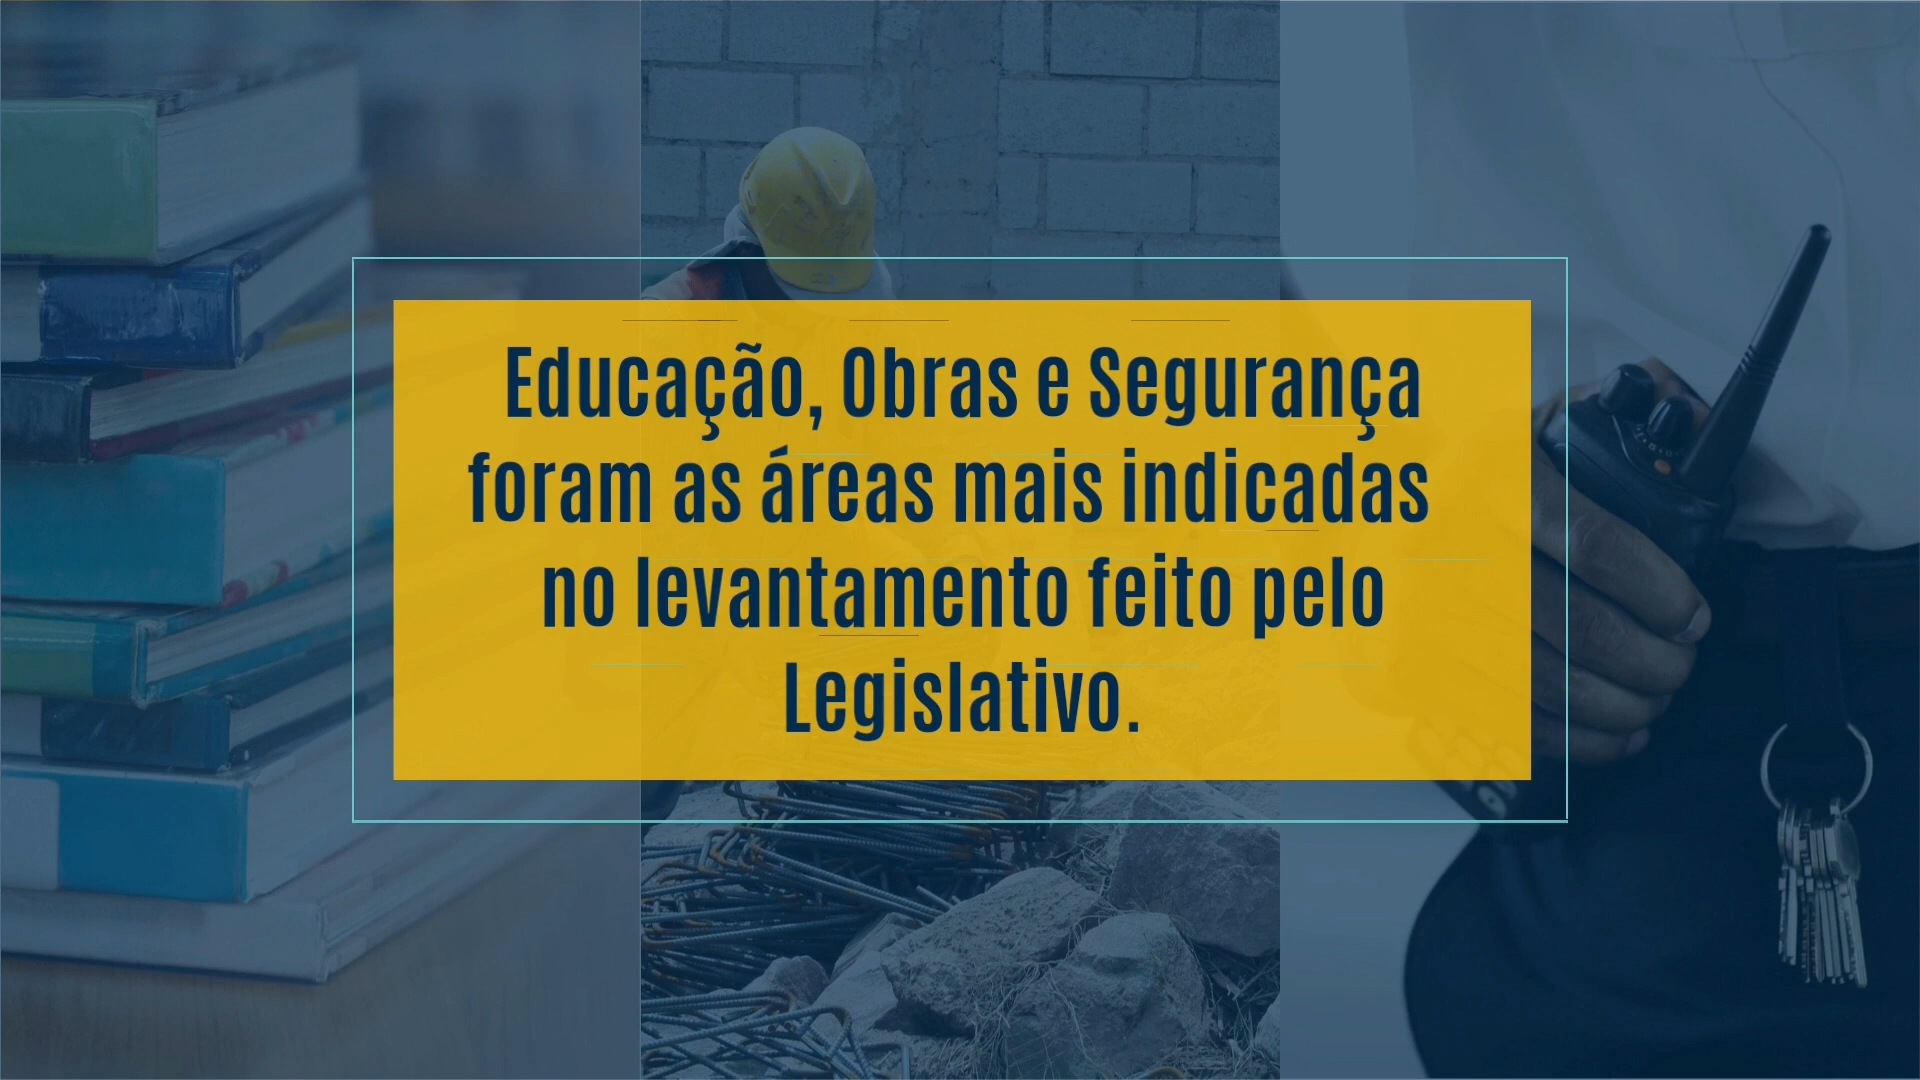 Educação, Obras e Segurança
foram as áreas mais indicadas
no levantamento feito pelo
Legislativo.